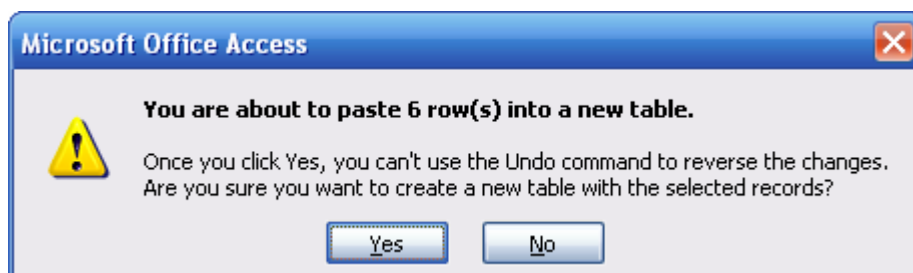 Microsoft Office Access
You are about to paste 6 row(s) into a new table.
Once you click Yes, you can't use the Undo command to reverse the changes.
Are you sure you want to create a new table with the selected records?
Yes No